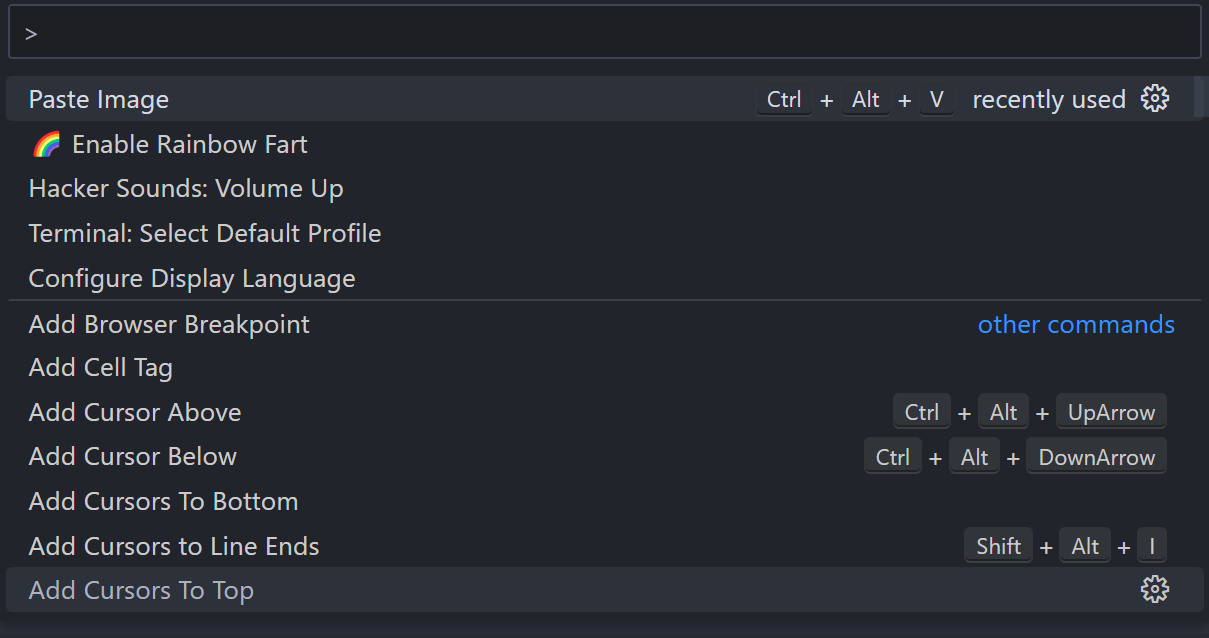 >
Paste Image Ctrl + Alt + V recently used
🌈 Enable Rainbow Fart
Hacker Sounds: Volume Up
Terminal: Select Default Profile
Configure Display Language
Add Browser Breakpoint other commands
Add Cell Tag
Add Cursor Above Ctrl + Alt + UpArrow
Add Cursor Below Ctrl + Alt + DownArrow
Add Cursors To Bottom
Add Cursors to Line Ends Shift + Alt + I
Add Cursors To Top